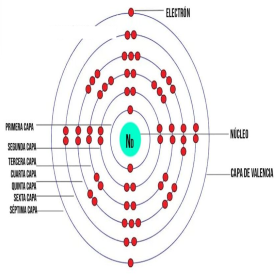 ELECTRÓN
PRIMERA CAPA
SEGUNDA CAPA
TERCERA CAPA
CUARTA CAPA
QUINTA CAPA
SEXTA CAPA
SÉPTIMA CAPA
No
NÚCLEO
CAPA DE VALENCIA